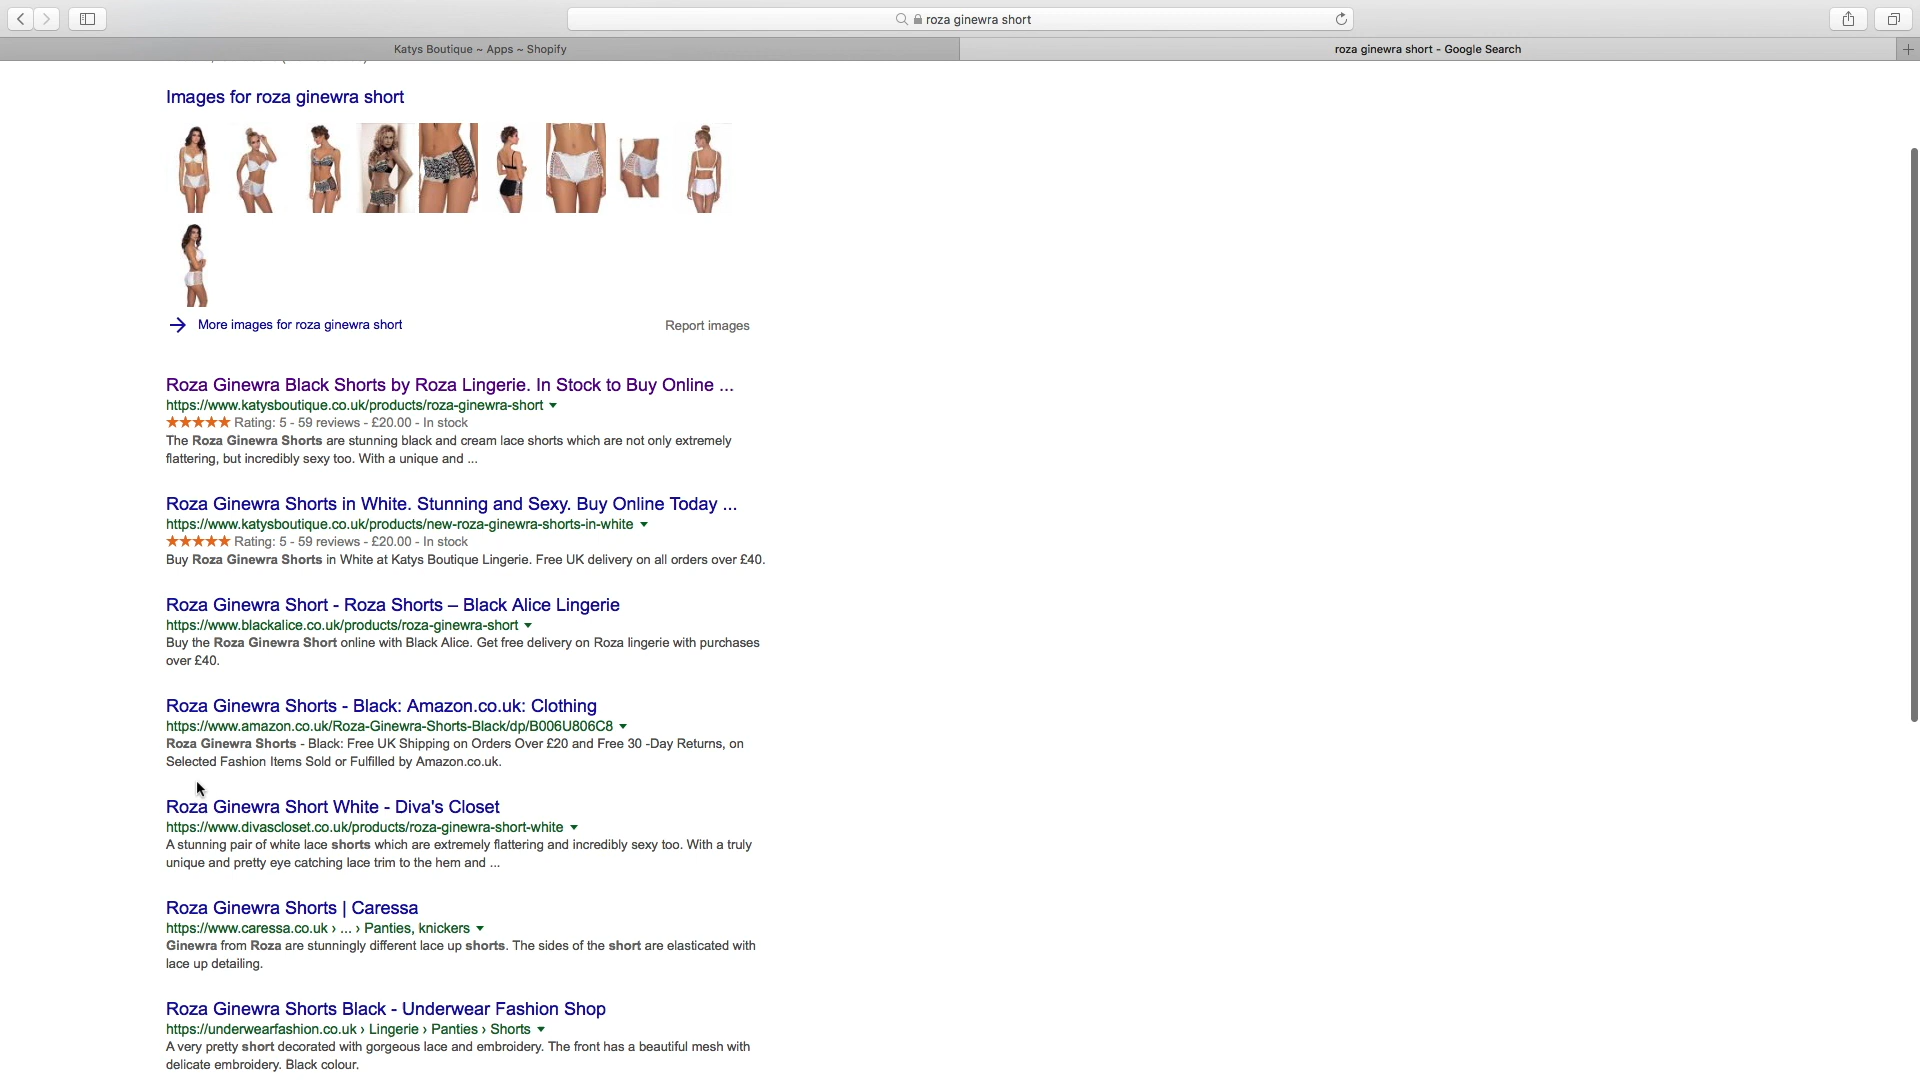 roza ginewra short
Katys Boutique ~ Apps ~ Shopify
roza ginewra short - Google Search
Images for roza ginewra short
More images for roza ginewra short
Report images
Roza Ginewra Black Shorts by Roza Lingerie. In Stock to Buy Online ...
https://www.katysboutique.co.uk/products/roza-ginewra-short
Rating: 5 - 59 reviews - £20.00 - In stock
The Roza Ginewra Shorts are stunning black and cream lace shorts which are not only extremely
flattering, but incredibly sexy too. With a unique and ...
Roza Ginewra Shorts in White. Stunning and Sexy. Buy Online Today ...
https://www.katysboutique.co.uk/products/new-roza-ginewra-shorts-in-white
Rating: 5 - 59 reviews - £20.00 - In stock
Buy Roza Ginewra Shorts in White at Katys Boutique Lingerie. Free UK delivery on all orders over £40.
Roza Ginewra Short - Roza Shorts – Black Alice Lingerie
https://www.blackalice.co.uk/products/roza-ginewra-short
Buy the Roza Ginewra Short online with Black Alice. Get free delivery on Roza lingerie with purchases
over £40.
Roza Ginewra Shorts - Black: Amazon.co.uk: Clothing
https://www.amazon.co.uk/Roza-Ginewra-Shorts-Black/dp/B006U806C8
Roza Ginewra Shorts - Black: Free UK Shipping on Orders Over £20 and Free 30 -Day Returns, on
Selected Fashion Items Sold or Fulfilled by Amazon.co.uk.
Roza Ginewra Short White - Diva's Closet
https://www.divascloset.co.uk/products/roza-ginewra-short-white
A stunning pair of white lace shorts which are extremely flattering and incredibly sexy too. With a truly
unique and pretty eye catching lace trim to the hem and ...
Roza Ginewra Shorts | Caressa
https://www.caressa.co.uk › ... › Panties, knickers
Ginewra from Roza are stunningly different lace up shorts. The sides of the short are elasticated with
lace up detailing.
Roza Ginewra Shorts Black - Underwear Fashion Shop
https://underwearfashion.co.uk › Lingerie › Panties › Shorts
A very pretty short decorated with gorgeous lace and embroidery. The front has a beautiful mesh with
delicate embroidery. Black colour.